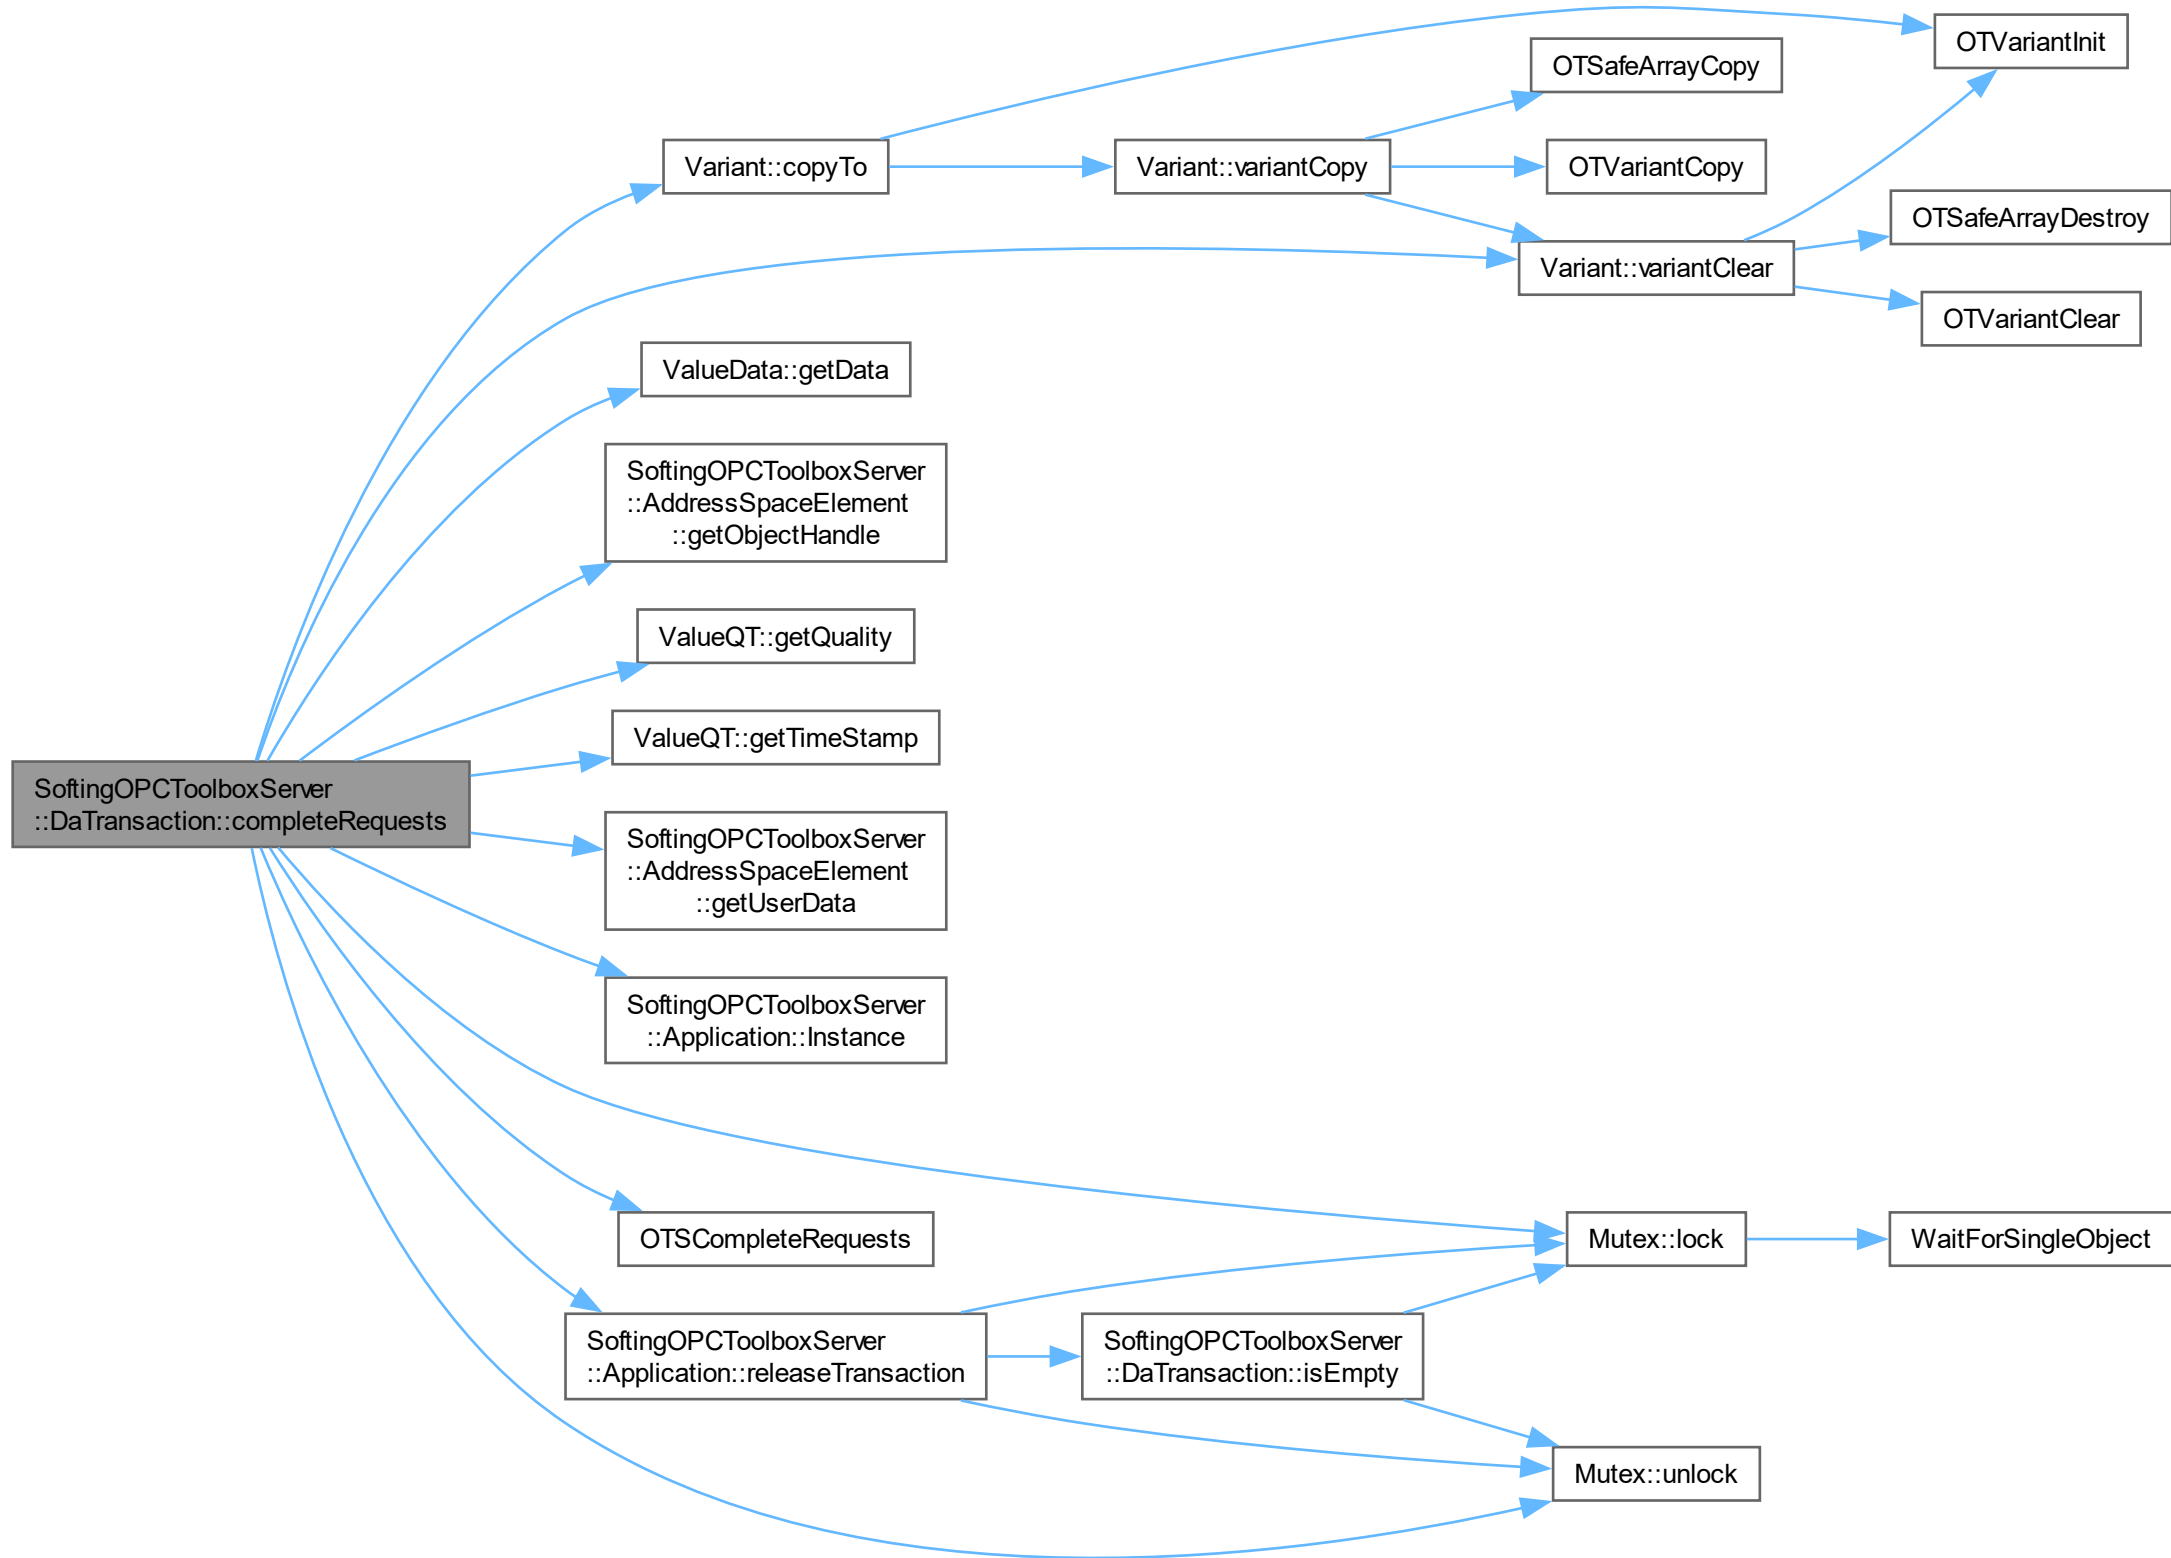 OTVariantInit
OTSafeArrayCopy
Variant::copyTo
Variant::variantCopy
OTVariantCopy
OTSafeArrayDestroy
Variant::variantClear
OTVariantClear
ValueData::getData
SoftingOPCToolboxServer
::AddressSpaceElement
::getObjectHandle
ValueQT::getQuality
ValueQT::getTimeStamp
SoftingOPCToolboxServer
::DaTransaction::completeRequests
SoftingOPCToolboxServer
::AddressSpaceElement
::getUserData
SoftingOPCToolboxServer
::Application::Instance
OTSCompleteRequests
Mutex::lock
WaitForSingleObject
SoftingOPCToolboxServer
::Application::releaseTransaction
SoftingOPCToolboxServer
::DaTransaction::isEmpty
Mutex::unlock